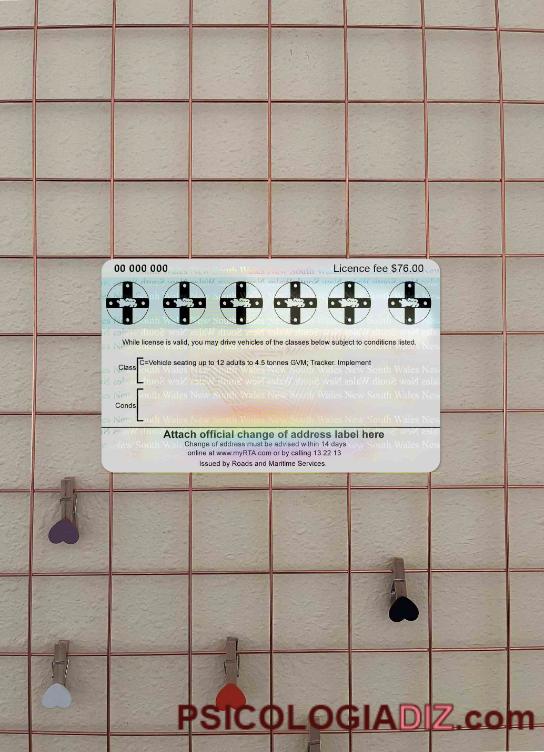 00 000 000 Licence fee $76.00
While license is valid, you may drive vehicles of the classes below subject to conditions listed.
Class C=Vehicle seating up to 12 adults to 4.5 tonnes GVM; Tracker. Implement
Conds
Attach official change of address label here
Change of address must be advised within 14 days
online at www.myRTA.com or by calling 13 22 13
Issued by Roads and Maritime Services
PSICOLOGIADIZ.com